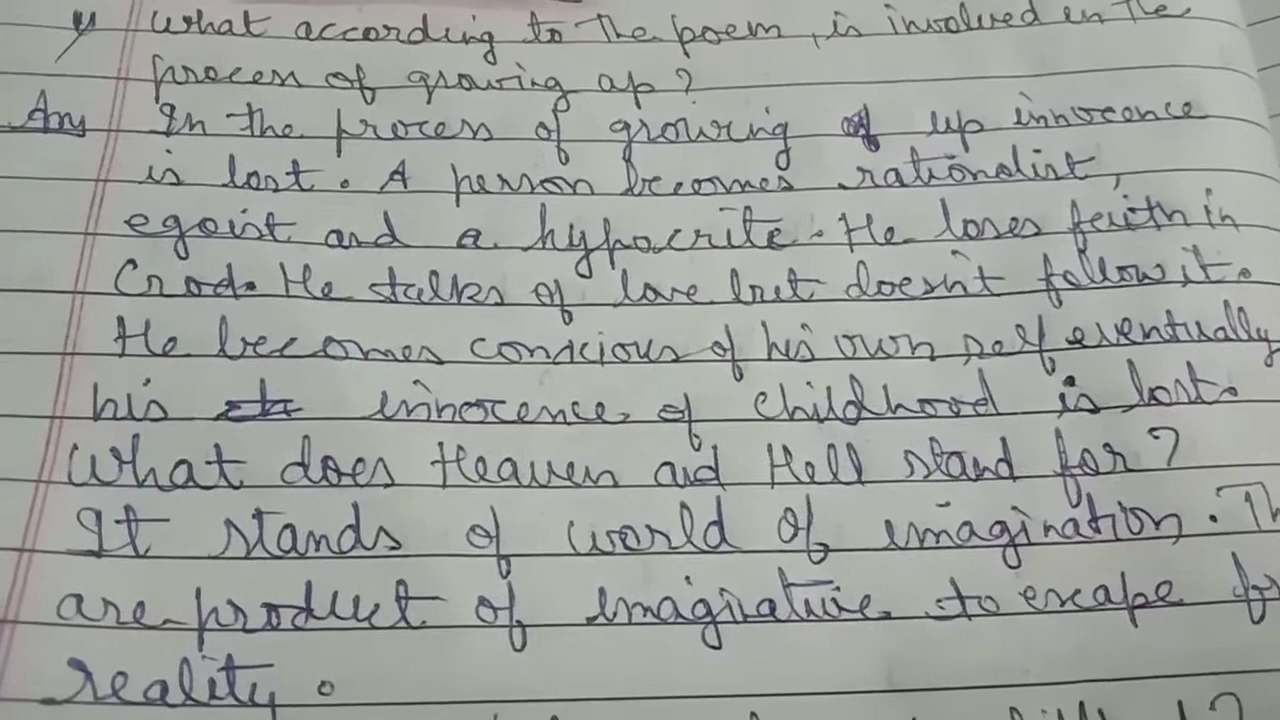 4 What according to the poem, is involved in the
process of growing up?
Ans In the process of growing up innocence
is lost. A person becomes rationalist,
egoist and a hypocrite. He loses faith in
God. He talks of love but doesn't follow it.
He becomes conscious of his own self eventually
his innocence of childhood is lost.
What does Heaven and Hell stand for?
It stands of world of imagination. Th
are product of imaginative to escape
reality.